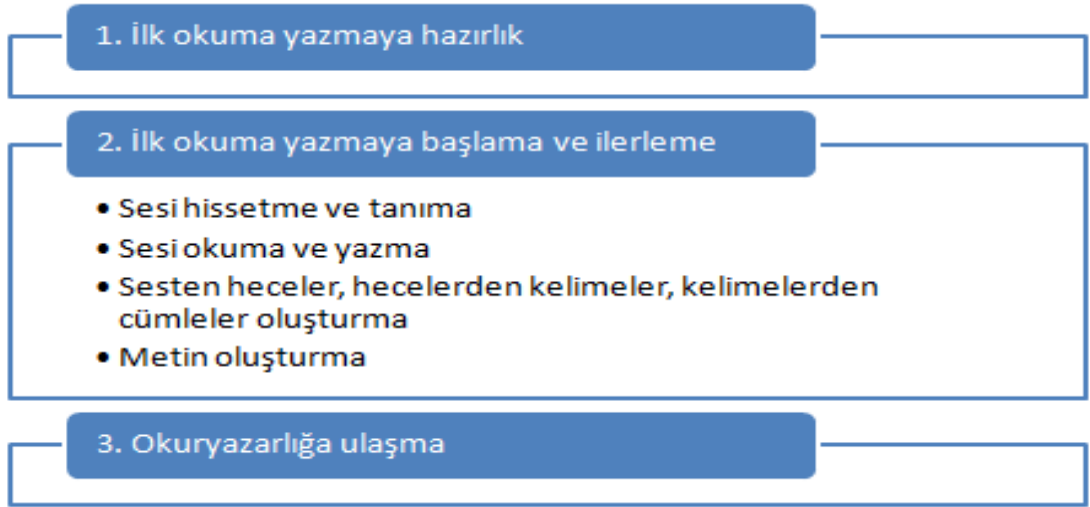 1. İlk okuma yazmaya hazırlık
2. İlk okuma yazmaya başlama ve ilerleme
• Sesi hissetme ve tanıma
• Sesi okuma ve yazma
• Sesten heceler, hecelerden kelimeler, kelimelerden
cümleler oluşturma
• Metin oluşturma
3. Okuryazarlığa ulaşma